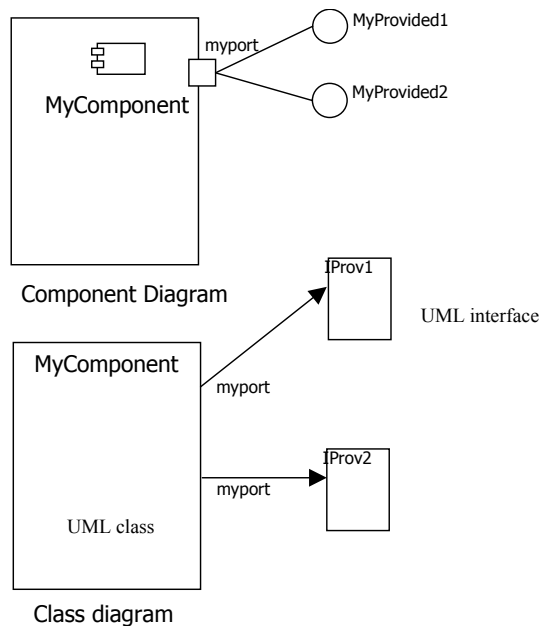 MyProvided1
myport
MyProvided2
MyComponent
Component Diagram
IProv1
UML interface
MyComponent
myport
IProv2
myport
UML class
Class diagram